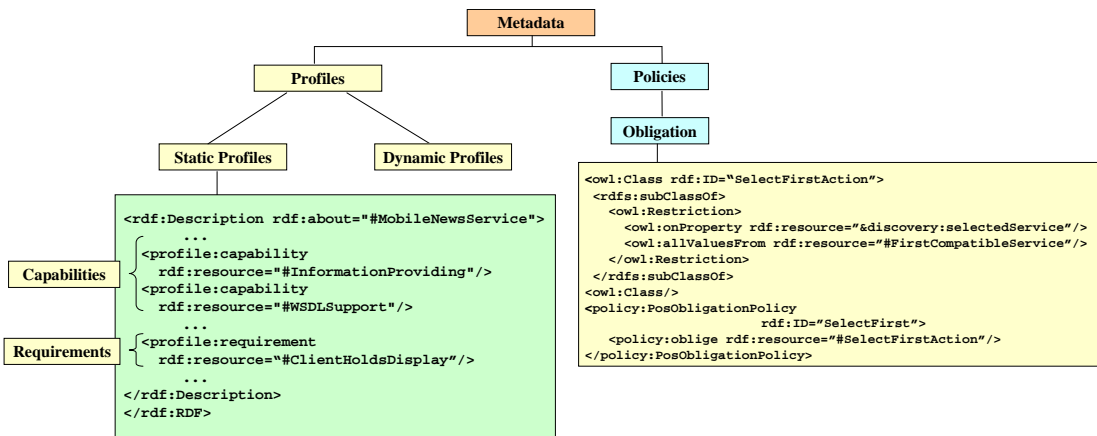 Metadata
Profiles
Policies
Obligation
Static Profiles
Dynamic Profiles
<rdf:Description rdf:about="#MobileNewsService">
...
<profile:capability
rdf:resource="#InformationProviding"/>
<profile:capability
rdf:resource="#WSDLSupport"/>
...
<profile:requirement
rdf:resource=“#ClientHoldsDisplay”/>
...
</rdf:Description>
</rdf:RDF>
Capabilities
Requirements
<owl:Class rdf:ID=“SelectFirstAction”>
<rdfs:subClassOf>
<owl:Restriction>
<owl:onProperty rdf:resource=”&discovery:selectedService”/>
<owl:allValuesFrom rdf:resource=”#FirstCompatibleService”/>
</owl:Restriction>
</rdfs:subClassOf>
<owl:Class/>
<policy:PosObligationPolicy
rdf:ID=”SelectFirst”>
<policy:oblige rdf:resource=”#SelectFirstAction”/>
</policy:PosObligationPolicy>